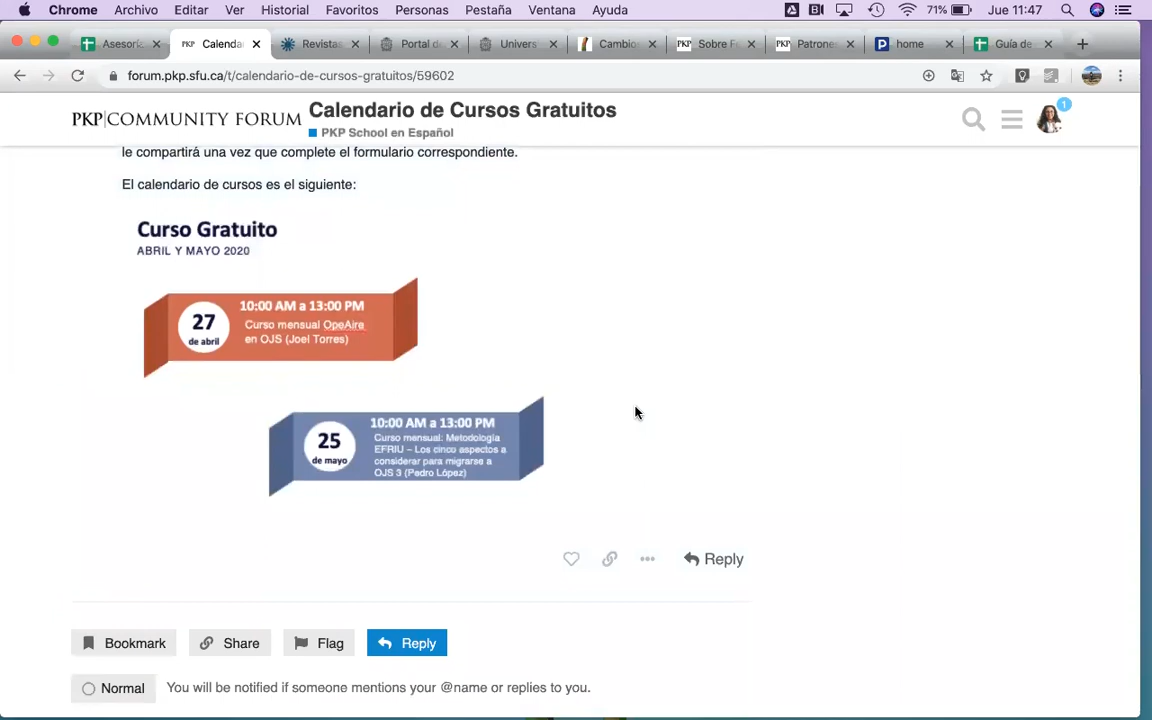 Chrome Archivo Editar Ver Historial Favoritos Personas Pestaña Ventana Ayuda 71% Jue 11:47
Asesorí PKP Calenda Revistas Portal d Univers Cambio PKP Sobre F PKP Patrone home Guía de
forum.pkp.sfu.ca/t/calendario-de-cursos-gratuitos/59602
PKP|COMMUNITY FORUM
Calendario de Cursos Gratuitos
PKP School en Español
1
le compartirá una vez que complete el formulario correspondiente.
El calendario de cursos es el siguiente:
Curso Gratuito
ABRIL Y MAYO 2020
27
de abril
10:00 AM a 13:00 PM
Curso mensual OpeAire
en OJS (Joel Torres)
25
de mayo
10:00 AM a 13:00 PM
Curso mensual: Metodología
EFRIU – Los cinco aspectos a
considerar para migrarse a
OJS 3 (Pedro López)
Reply
Bookmark Share Flag Reply
Normal You will be notified if someone mentions your @name or replies to you.